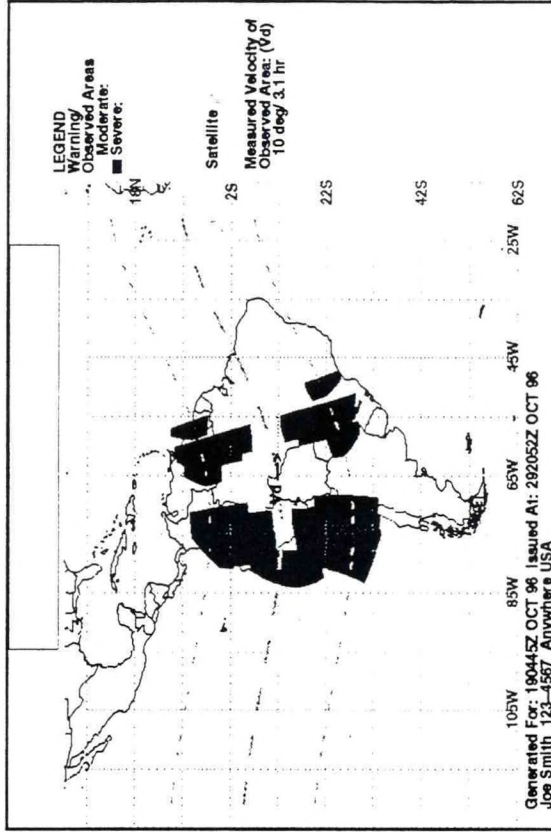 LEGEND
Warning/
Observed Areas
Moderate:
Severe:
Satellite
Measured Velocity of
Observed Area: (Vd)
10 deg/ 3.1 hr
18N
2S
22S
42S
62S
Vd
105W
85W
65W
45W
25W
Generated For: 190445Z OCT 96 Issued At: 292052Z OCT 96
Joe Smith 123-4567 Anywhere USA